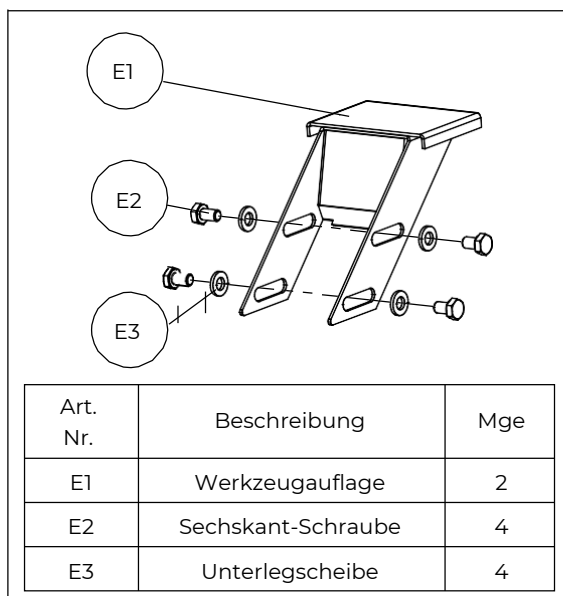 E1
E2
E3
Art. Nr. Beschreibung Mge
E1 Werkzeugauflage 2
E2 Sechskant-Schraube 4
E3 Unterlegscheibe 4